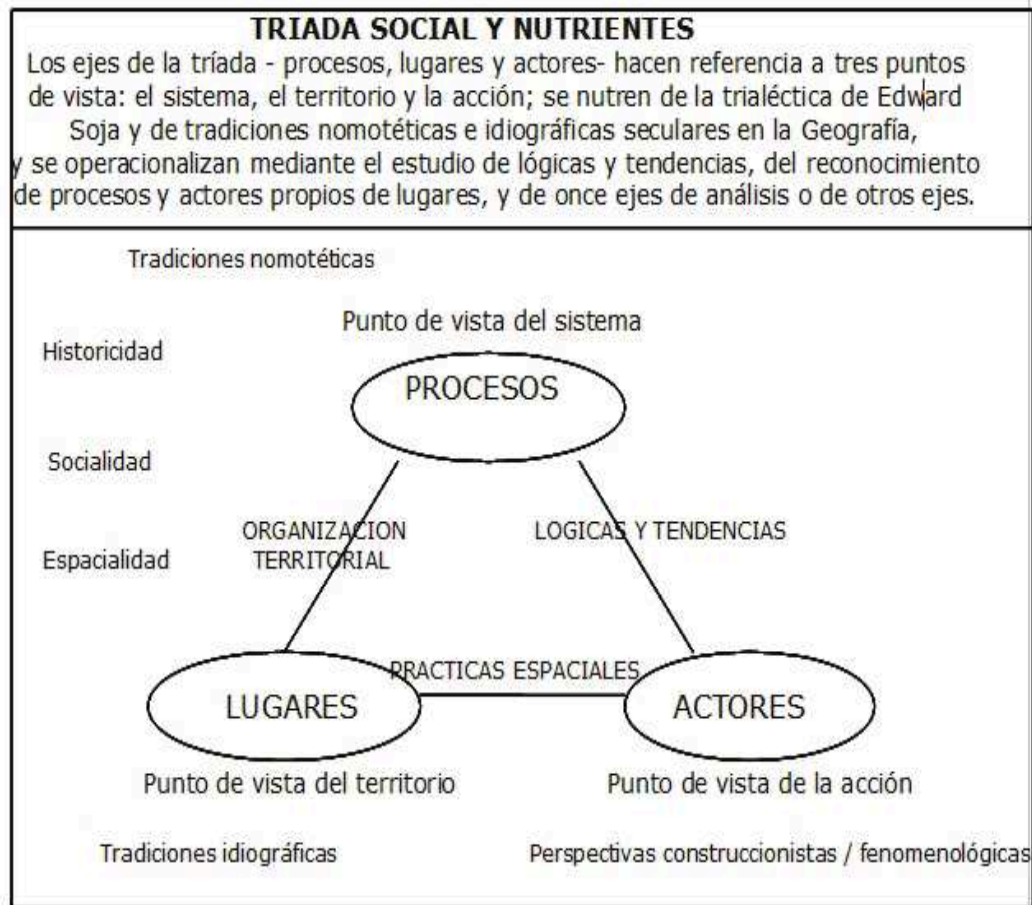 TRIADA SOCIAL Y NUTRIENTES
Los ejes de la tríada - procesos, lugares y actores- hacen referencia a tres puntos
de vista: el sistema, el territorio y la acción; se nutren de la trialéctica de Edward
Soja y de tradiciones nomotéticas e idiográficas seculares en la Geografía,
y se operacionalizan mediante el estudio de lógicas y tendencias, del reconocimiento
de procesos y actores propios de lugares, y de once ejes de análisis o de otros ejes.
Tradiciones nomotéticas
Punto de vista del sistema
Historicidad
PROCESOS
Socialidad
ORGANIZACION
TERRITORIAL
LOGICAS Y TENDENCIAS
Espacialidad
PRACTICAS ESPACIALES
LUGARES
ACTORES
Punto de vista del territorio
Punto de vista de la acción
Tradiciones idiográficas
Perspectivas construccionistas / fenomenológicas